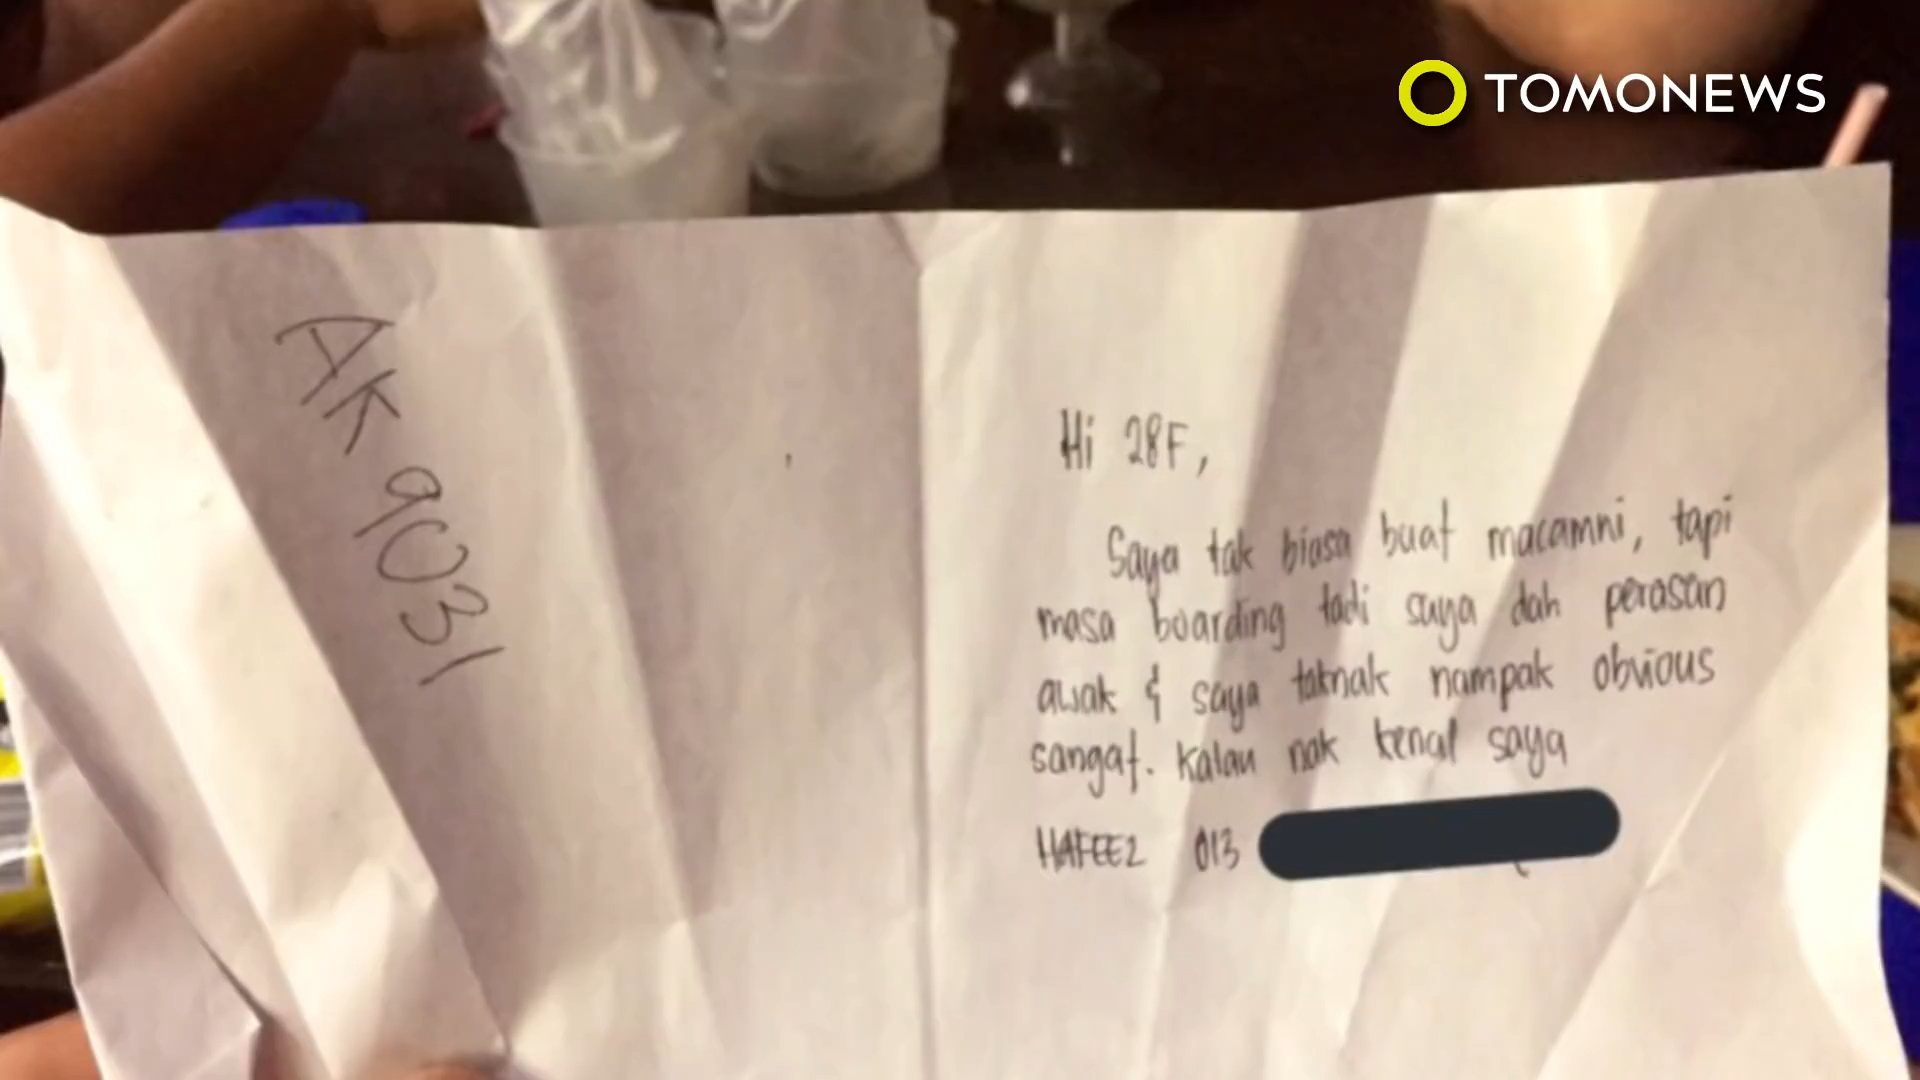 TOMONEWS
AK 9031
Hi 28F,
Saya tak biasa buat macamni, tapi
masa boarding tadi saya dah perasan
awak & saya taknak nampak obvious
sangat. Kalau nak kenal saya
HAFEEZ 013